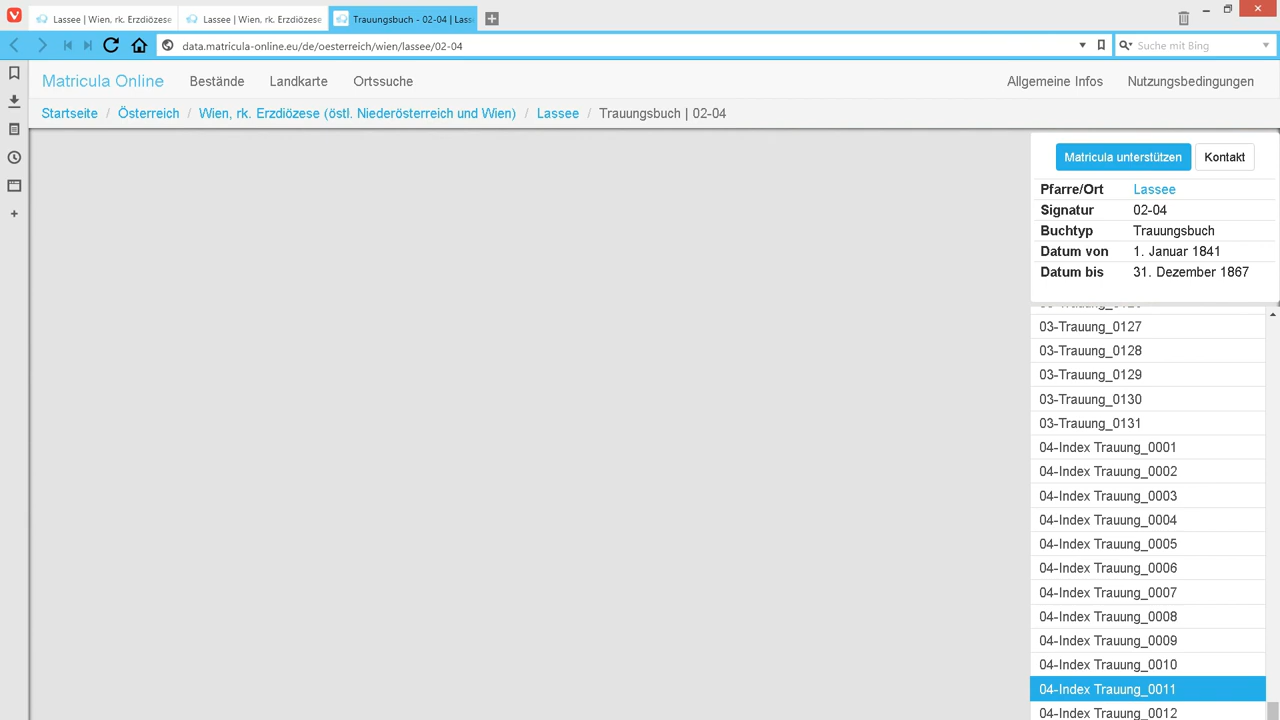 Lassee | Wien, rk. Erzdiözese
Lassee | Wien, rk. Erzdiözese
Trauungsbuch - 02-04 | Lass
data.matricula-online.eu/de/oesterreich/wien/lassee/02-04
Suche mit Bing
Matricula Online
Bestände
Landkarte
Ortssuche
Allgemeine Infos
Nutzungsbedingungen
Startseite / Österreich / Wien, rk. Erzdiözese (östl. Niederösterreich und Wien) / Lassee / Trauungsbuch | 02-04
Matricula unterstützen
Kontakt
Pfarre/Ort Lassee
Signatur 02-04
Buchtyp Trauungsbuch
Datum von 1. Januar 1841
Datum bis 31. Dezember 1867
03-Trauung_0127
03-Trauung_0128
03-Trauung_0129
03-Trauung_0130
03-Trauung_0131
04-Index Trauung_0001
04-Index Trauung_0002
04-Index Trauung_0003
04-Index Trauung_0004
04-Index Trauung_0005
04-Index Trauung_0006
04-Index Trauung_0007
04-Index Trauung_0008
04-Index Trauung_0009
04-Index Trauung_0010
04-Index Trauung_0011
04-Index Trauung_0012